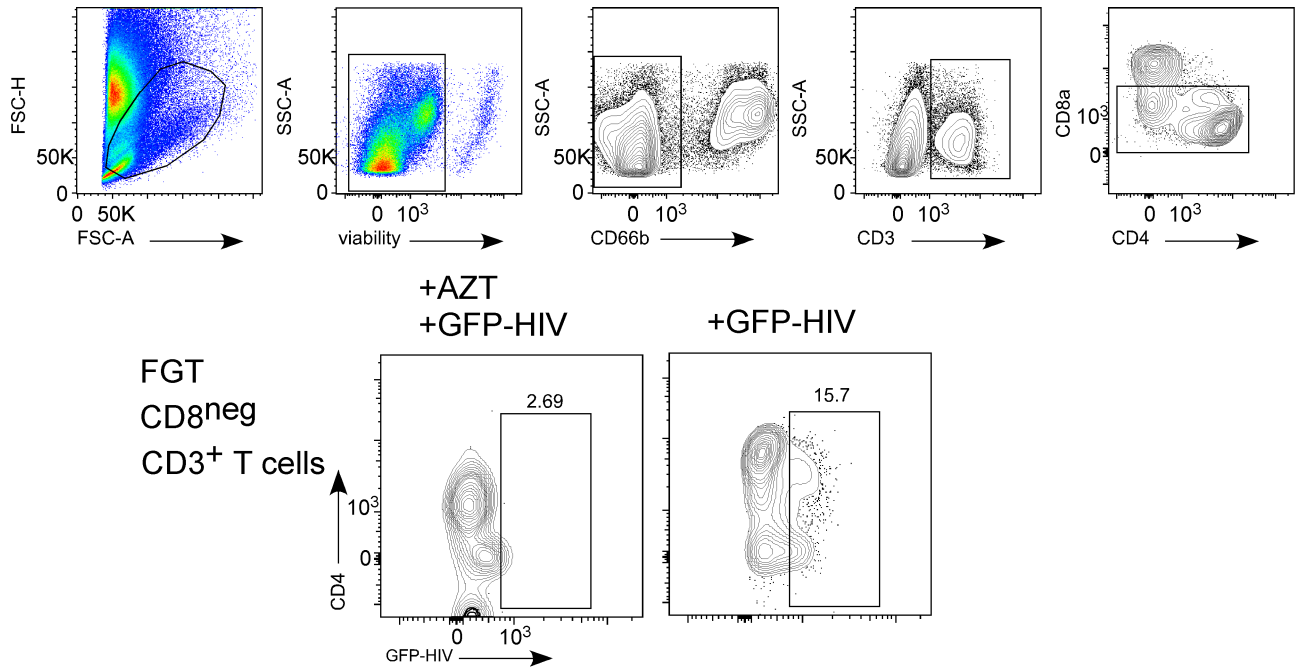 FSC-H
50K
0
0 50K
FSC-A
SSC-A
50K
0
0 10³
viability
SSC-A
50K
0
0 10³
CD66b
SSC-A
50K
0
0 10³
CD3
CD8a
10³
0
0 10³
CD4
+AZT
+GFP-HIV
+GFP-HIV
FGT
CD8neg
CD3+ T cells
2.69
15.7
CD4
10³
0
0 10³
GFP-HIV